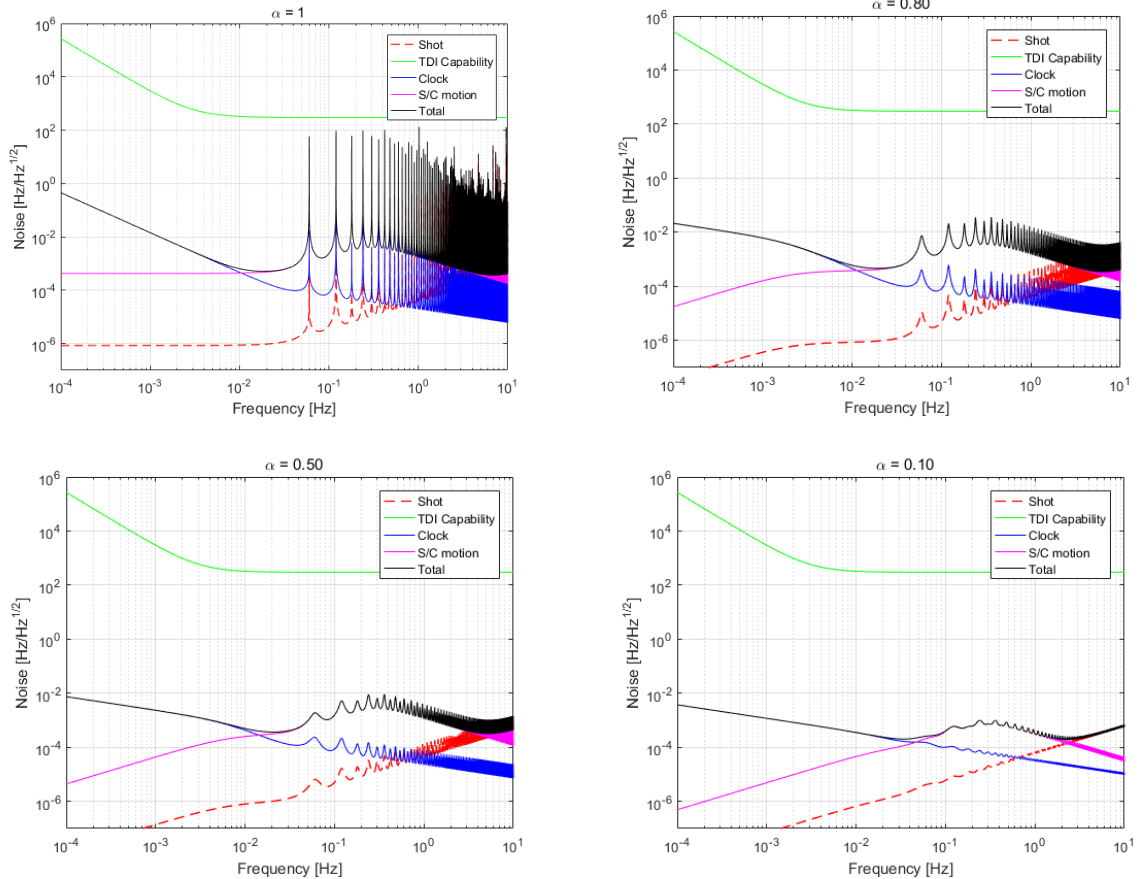 α = 1
Noise [Hz/Hz^1/2]
10^6
10^4
10^2
10^0
10^-2
10^-4
10^-6
Shot
TDI Capability
Clock
S/C motion
Total
10^-4 10^-3 10^-2 10^-1 10^0 10^1
Frequency [Hz]
α = 0.80
Noise [Hz/Hz^1/2]
10^6
10^4
10^2
10^0
10^-2
10^-4
10^-6
Shot
TDI Capability
Clock
S/C motion
Total
10^-4 10^-3 10^-2 10^-1 10^0 10^1
Frequency [Hz]
α = 0.50
Noise [Hz/Hz^1/2]
10^6
10^4
10^2
10^0
10^-2
10^-4
10^-6
Shot
TDI Capability
Clock
S/C motion
Total
10^-4 10^-3 10^-2 10^-1 10^0 10^1
Frequency [Hz]
α = 0.10
Noise [Hz/Hz^1/2]
10^6
10^4
10^2
10^0
10^-2
10^-4
10^-6
Shot
TDI Capability
Clock
S/C motion
Total
10^-4 10^-3 10^-2 10^-1 10^0 10^1
Frequency [Hz]